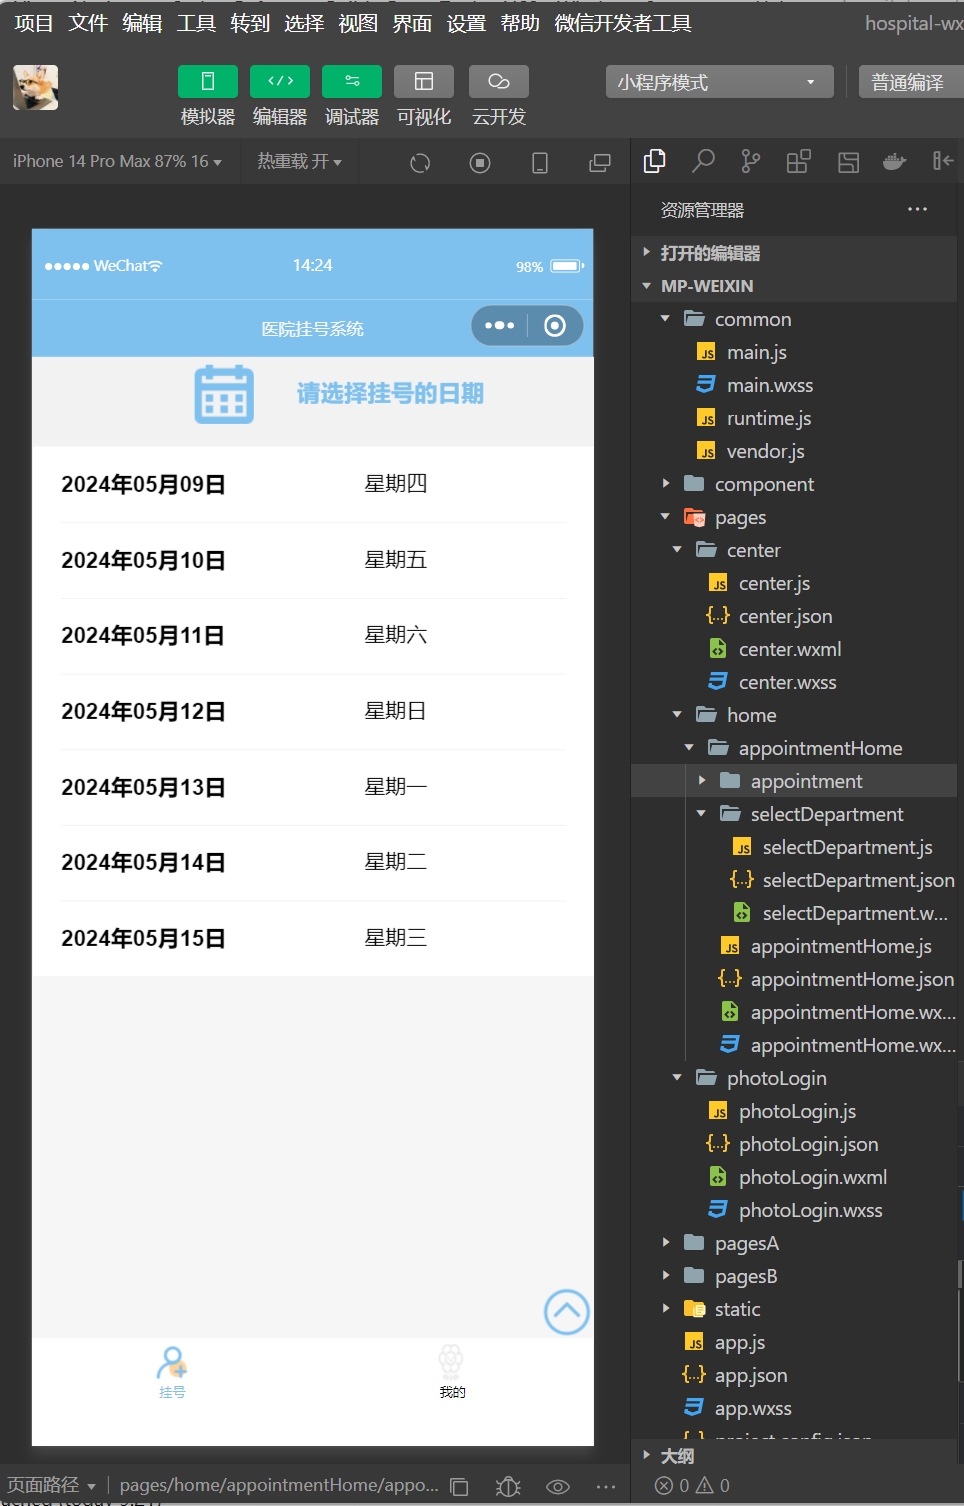 项目 文件 编辑 工具 转到 选择 视图 界面 设置 帮助 微信开发者工具 hospital-wx
小程序模式 普通编译
模拟器 编辑器 调试器 可视化 云开发
iPhone 14 Pro Max 87% 16 热重载 开
资源管理器
打开的编辑器
MP-WEIXIN
WeChat 14:24 98%
医院挂号系统
请选择挂号的日期
2024年05月09日 星期四
2024年05月10日 星期五
2024年05月11日 星期六
2024年05月12日 星期日
2024年05月13日 星期一
2024年05月14日 星期二
2024年05月15日 星期三
挂号 我的
common
main.js
main.wxss
runtime.js
vendor.js
component
pages
center
center.js
center.json
center.wxml
center.wxss
home
appointmentHome
appointment
selectDepartment
selectDepartment.js
selectDepartment.json
selectDepartment.w...
appointmentHome.js
appointmentHome.json
appointmentHome.wx...
appointmentHome.wx...
photoLogin
photoLogin.js
photoLogin.json
photoLogin.wxml
photoLogin.wxss
pagesA
pagesB
static
app.js
app.json
app.wxss
project.config.json
大纲
页面路径 pages/home/appointmentHome/appo... 0 0